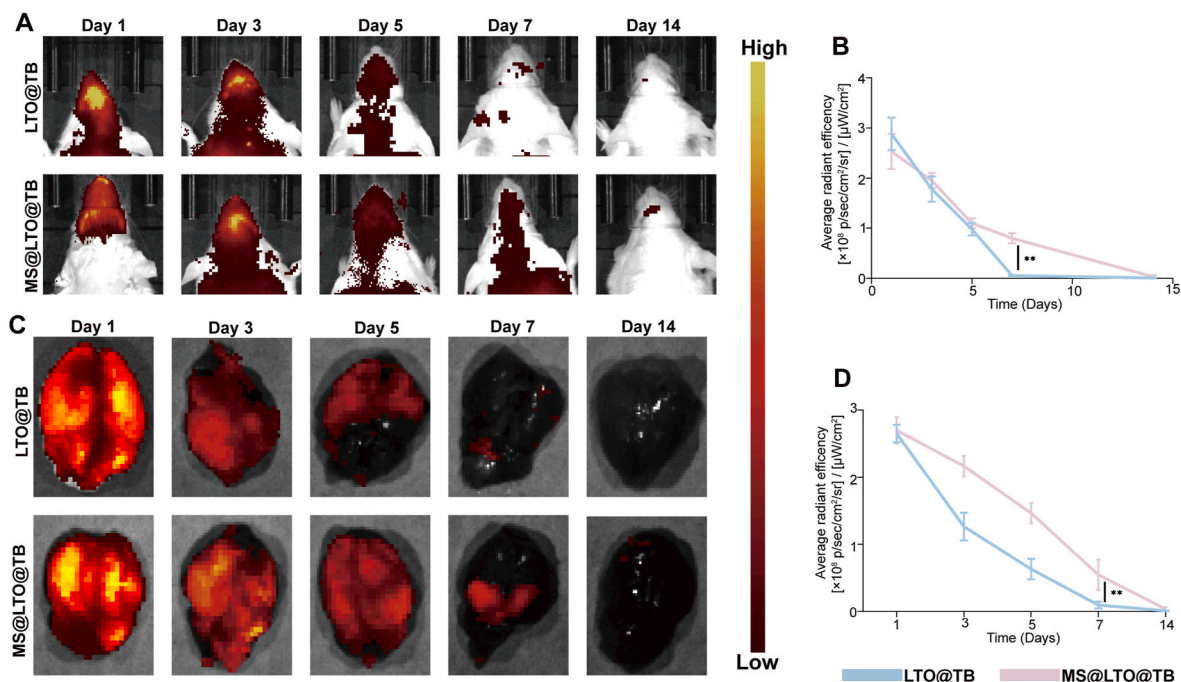 A
Day 1 Day 3 Day 5 Day 7 Day 14
LTO@TB
MS@LTO@TB
High
Low
B
Average radiant efficency
[×10⁸ p/sec/cm²/sr] / [μW/cm²]
4
3
2
1
0
**
0 5 10 15
Time (Days)
C
Day 1 Day 3 Day 5 Day 7 Day 14
LTO@TB
MS@LTO@TB
D
Average radiant efficency
[×10⁸ p/sec/cm²/sr] / [μW/cm²]
3
2
1
0
**
1 3 5 7 14
Time (Days)
LTO@TB MS@LTO@TB